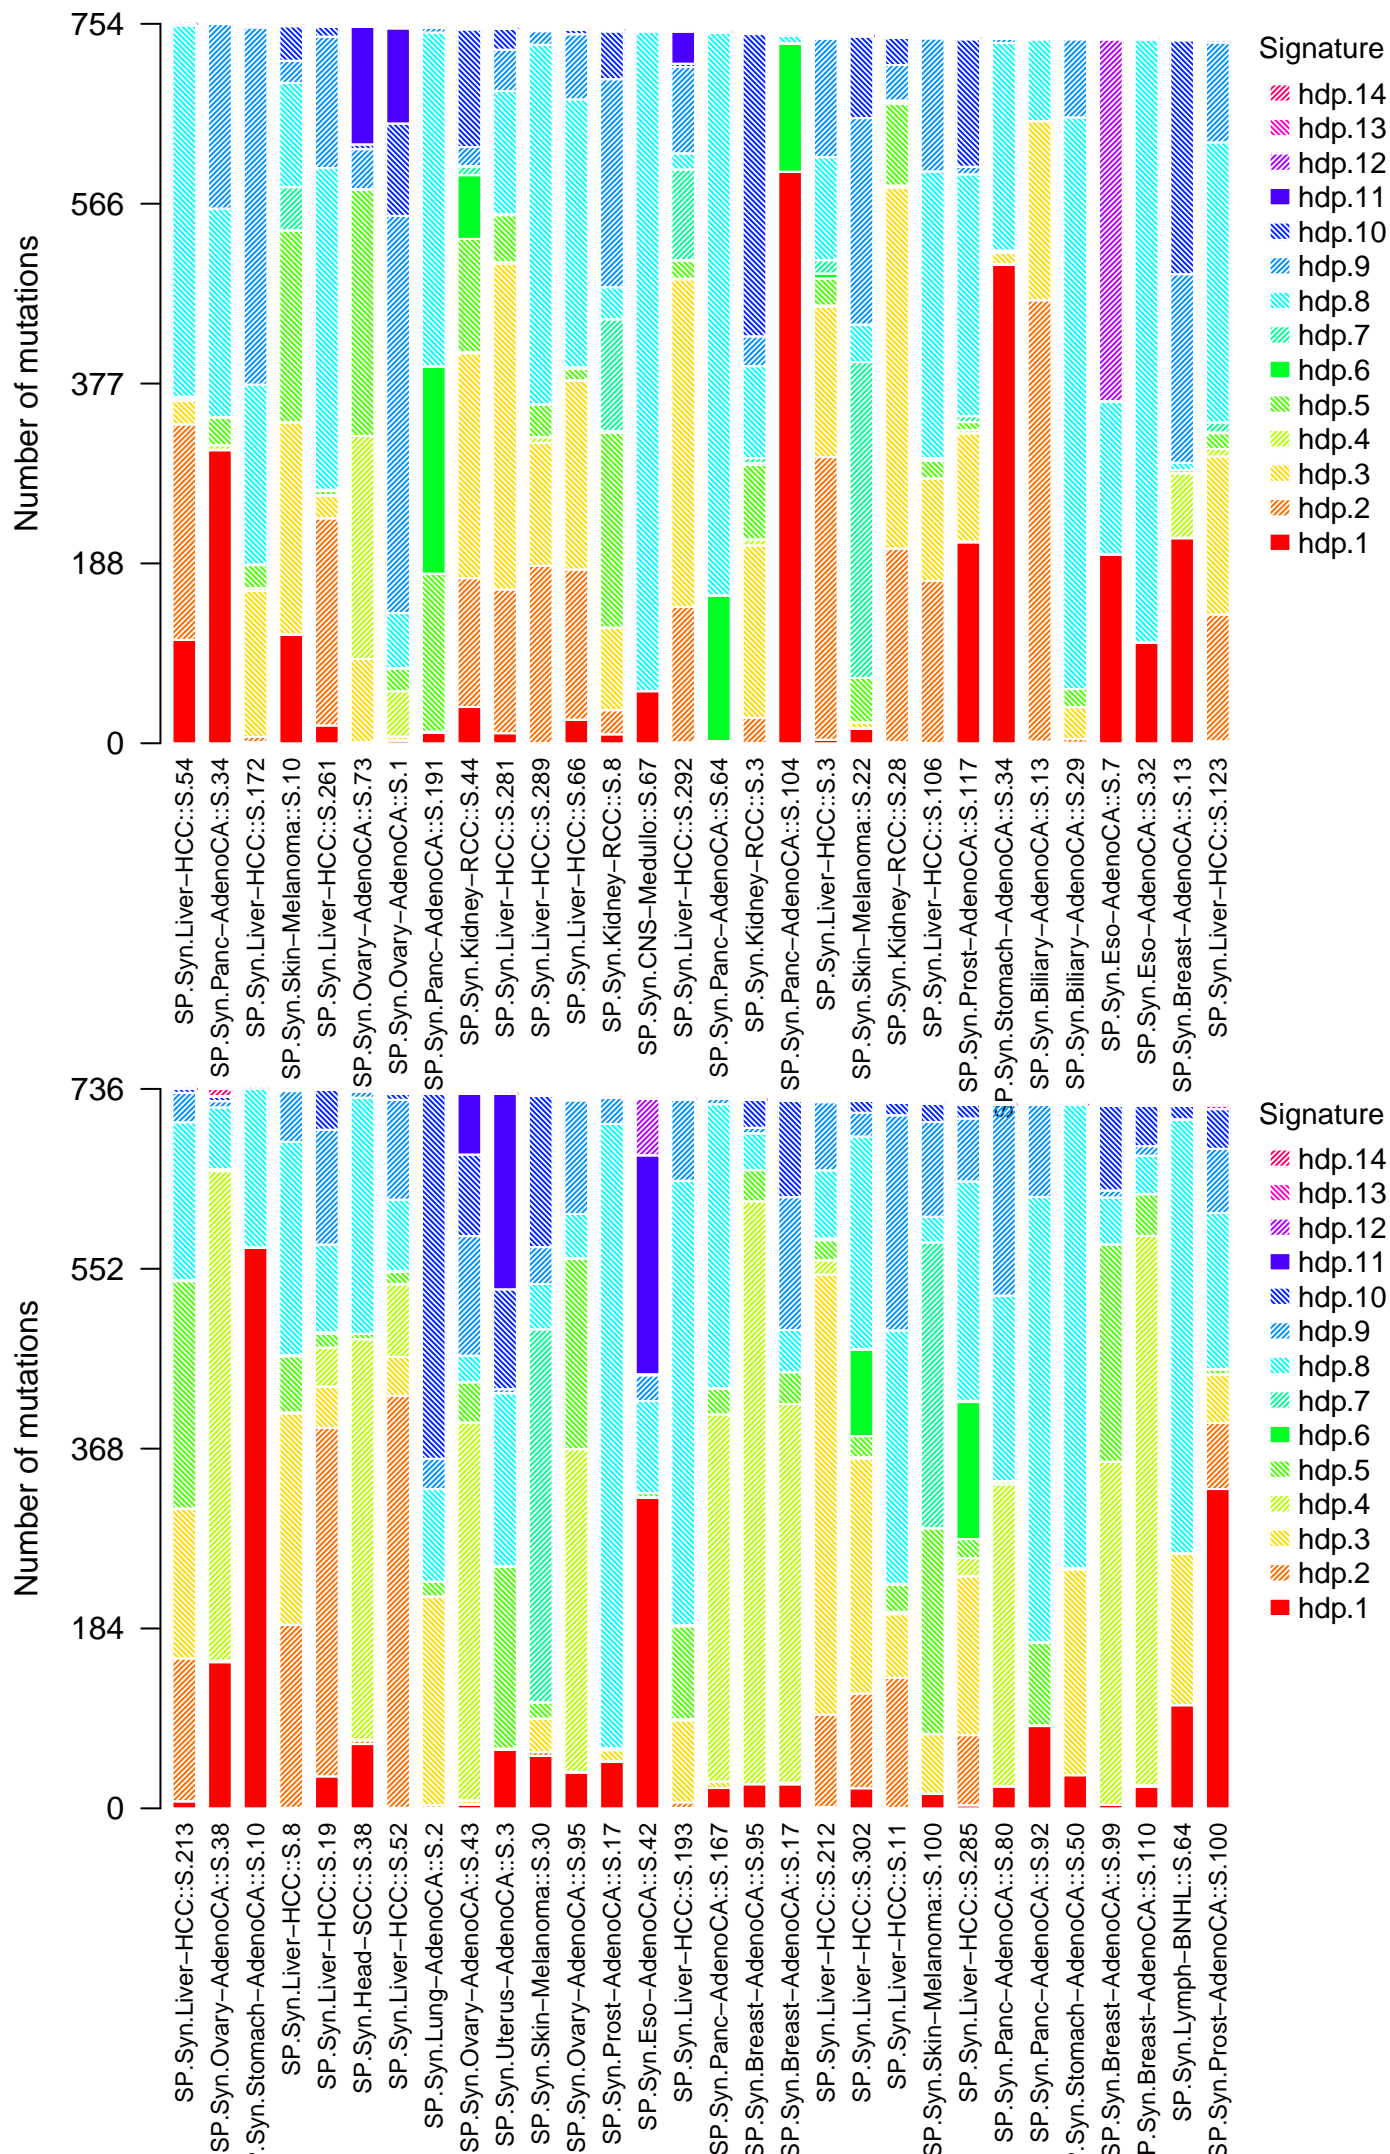 Number of mutations
754
566
377
188
0
Signature
hdp.14
hdp.13
hdp.12
hdp.11
hdp.10
hdp.9
hdp.8
hdp.7
hdp.6
hdp.5
hdp.4
hdp.3
hdp.2
hdp.1
SP.Syn.Liver−HCC::S.54
SP.Syn.Panc−AdenoCA::S.34
SP.Syn.Liver−HCC::S.172
SP.Syn.Skin−Melanoma::S.10
SP.Syn.Liver−HCC::S.261
SP.Syn.Ovary−AdenoCA::S.73
SP.Syn.Ovary−AdenoCA::S.1
SP.Syn.Panc−AdenoCA::S.191
SP.Syn.Kidney−RCC::S.44
SP.Syn.Liver−HCC::S.281
SP.Syn.Liver−HCC::S.289
SP.Syn.Liver−HCC::S.66
SP.Syn.Kidney−RCC::S.8
SP.Syn.CNS−Medullo::S.67
SP.Syn.Liver−HCC::S.292
SP.Syn.Panc−AdenoCA::S.64
SP.Syn.Kidney−RCC::S.3
SP.Syn.Panc−AdenoCA::S.104
SP.Syn.Liver−HCC::S.3
SP.Syn.Skin−Melanoma::S.22
SP.Syn.Kidney−RCC::S.28
SP.Syn.Liver−HCC::S.106
SP.Syn.Prost−AdenoCA::S.117
SP.Syn.Stomach−AdenoCA::S.34
SP.Syn.Biliary−AdenoCA::S.13
SP.Syn.Biliary−AdenoCA::S.29
SP.Syn.Eso−AdenoCA::S.7
SP.Syn.Eso−AdenoCA::S.32
SP.Syn.Breast−AdenoCA::S.13
SP.Syn.Liver−HCC::S.123
Number of mutations
736
552
368
184
0
Signature
hdp.14
hdp.13
hdp.12
hdp.11
hdp.10
hdp.9
hdp.8
hdp.7
hdp.6
hdp.5
hdp.4
hdp.3
hdp.2
hdp.1
SP.Syn.Liver−HCC::S.213
SP.Syn.Ovary−AdenoCA::S.38
P.Syn.Stomach−AdenoCA::S.10
SP.Syn.Liver−HCC::S.8
SP.Syn.Liver−HCC::S.19
SP.Syn.Head−SCC::S.38
SP.Syn.Liver−HCC::S.52
SP.Syn.Lung−AdenoCA::S.2
SP.Syn.Ovary−AdenoCA::S.43
SP.Syn.Uterus−AdenoCA::S.3
SP.Syn.Skin−Melanoma::S.30
SP.Syn.Ovary−AdenoCA::S.95
SP.Syn.Prost−AdenoCA::S.17
SP.Syn.Eso−AdenoCA::S.42
SP.Syn.Liver−HCC::S.193
SP.Syn.Panc−AdenoCA::S.167
SP.Syn.Breast−AdenoCA::S.95
SP.Syn.Breast−AdenoCA::S.17
SP.Syn.Liver−HCC::S.212
SP.Syn.Liver−HCC::S.302
SP.Syn.Liver−HCC::S.11
SP.Syn.Skin−Melanoma::S.100
SP.Syn.Liver−HCC::S.285
SP.Syn.Panc−AdenoCA::S.80
SP.Syn.Panc−AdenoCA::S.92
P.Syn.Stomach−AdenoCA::S.50
SP.Syn.Breast−AdenoCA::S.99
SP.Syn.Breast−AdenoCA::S.110
SP.Syn.Lymph−BNHL::S.64
SP.Syn.Prost−AdenoCA::S.100